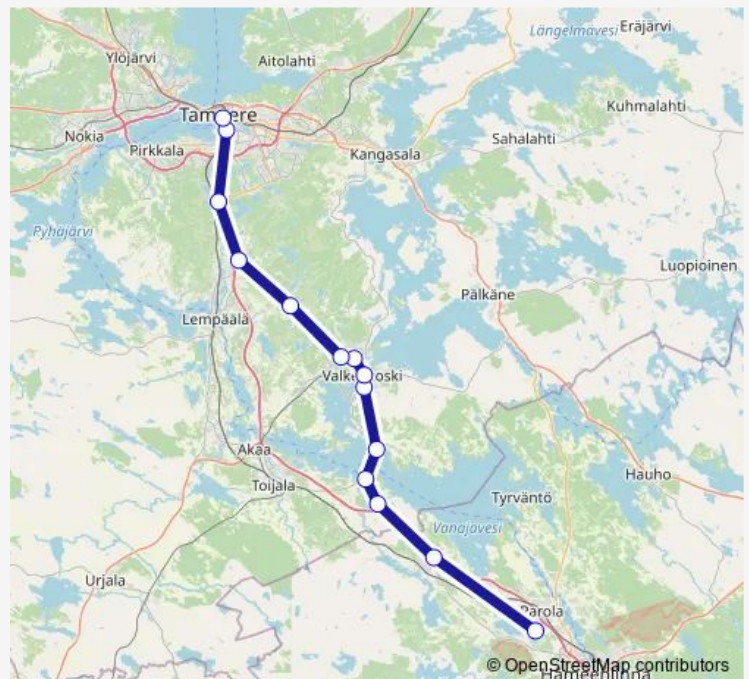 Längelmävesi
Eräjärvi
Ylöjärvi
Aitolahti
Kuhmalahti
Tampere
Nokia
Sahalahti
Pirkkala
Kangasala
Pyhäjärvi
Luopioinen
Pälkäne
Lempäälä
Valkeakoski
Akaa
Hauho
Toijala
Tyrväntö
Vanajavesi
Urjala
Parola
© OpenStreetMap contributors
Hämeenlinna